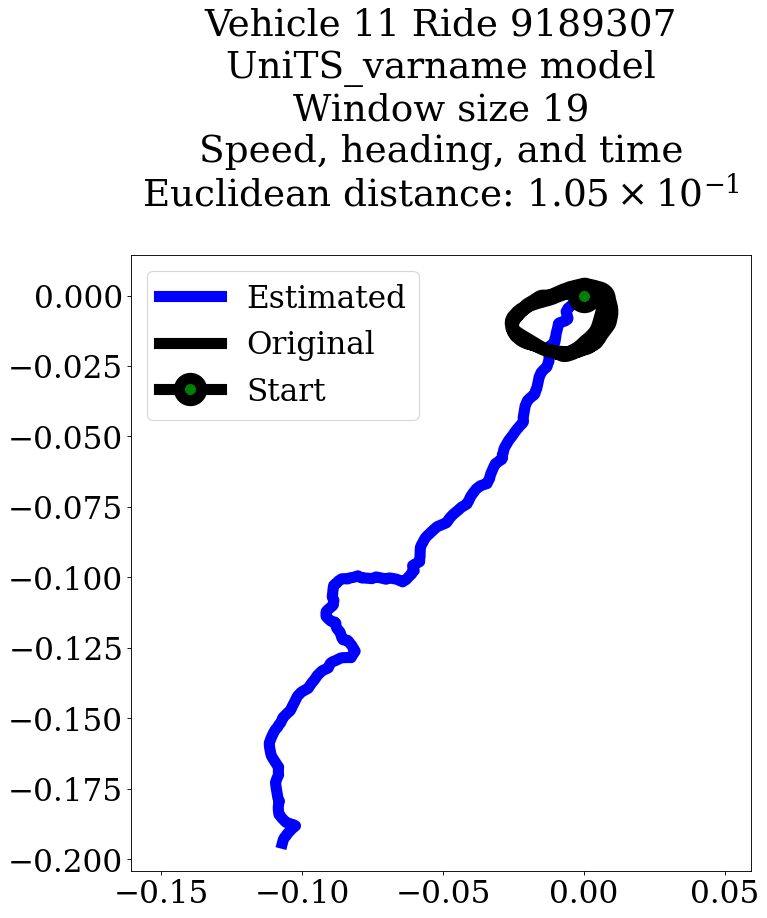 Vehicle 11 Ride 9189307
UniTS_varname model
Window size 19
Speed, heading, and time
Euclidean distance: 1.05 × 10⁻¹
Estimated
Original
Start
0.000
−0.025
−0.050
−0.075
−0.100
−0.125
−0.150
−0.175
−0.200
−0.15 −0.10 −0.05 0.00 0.05